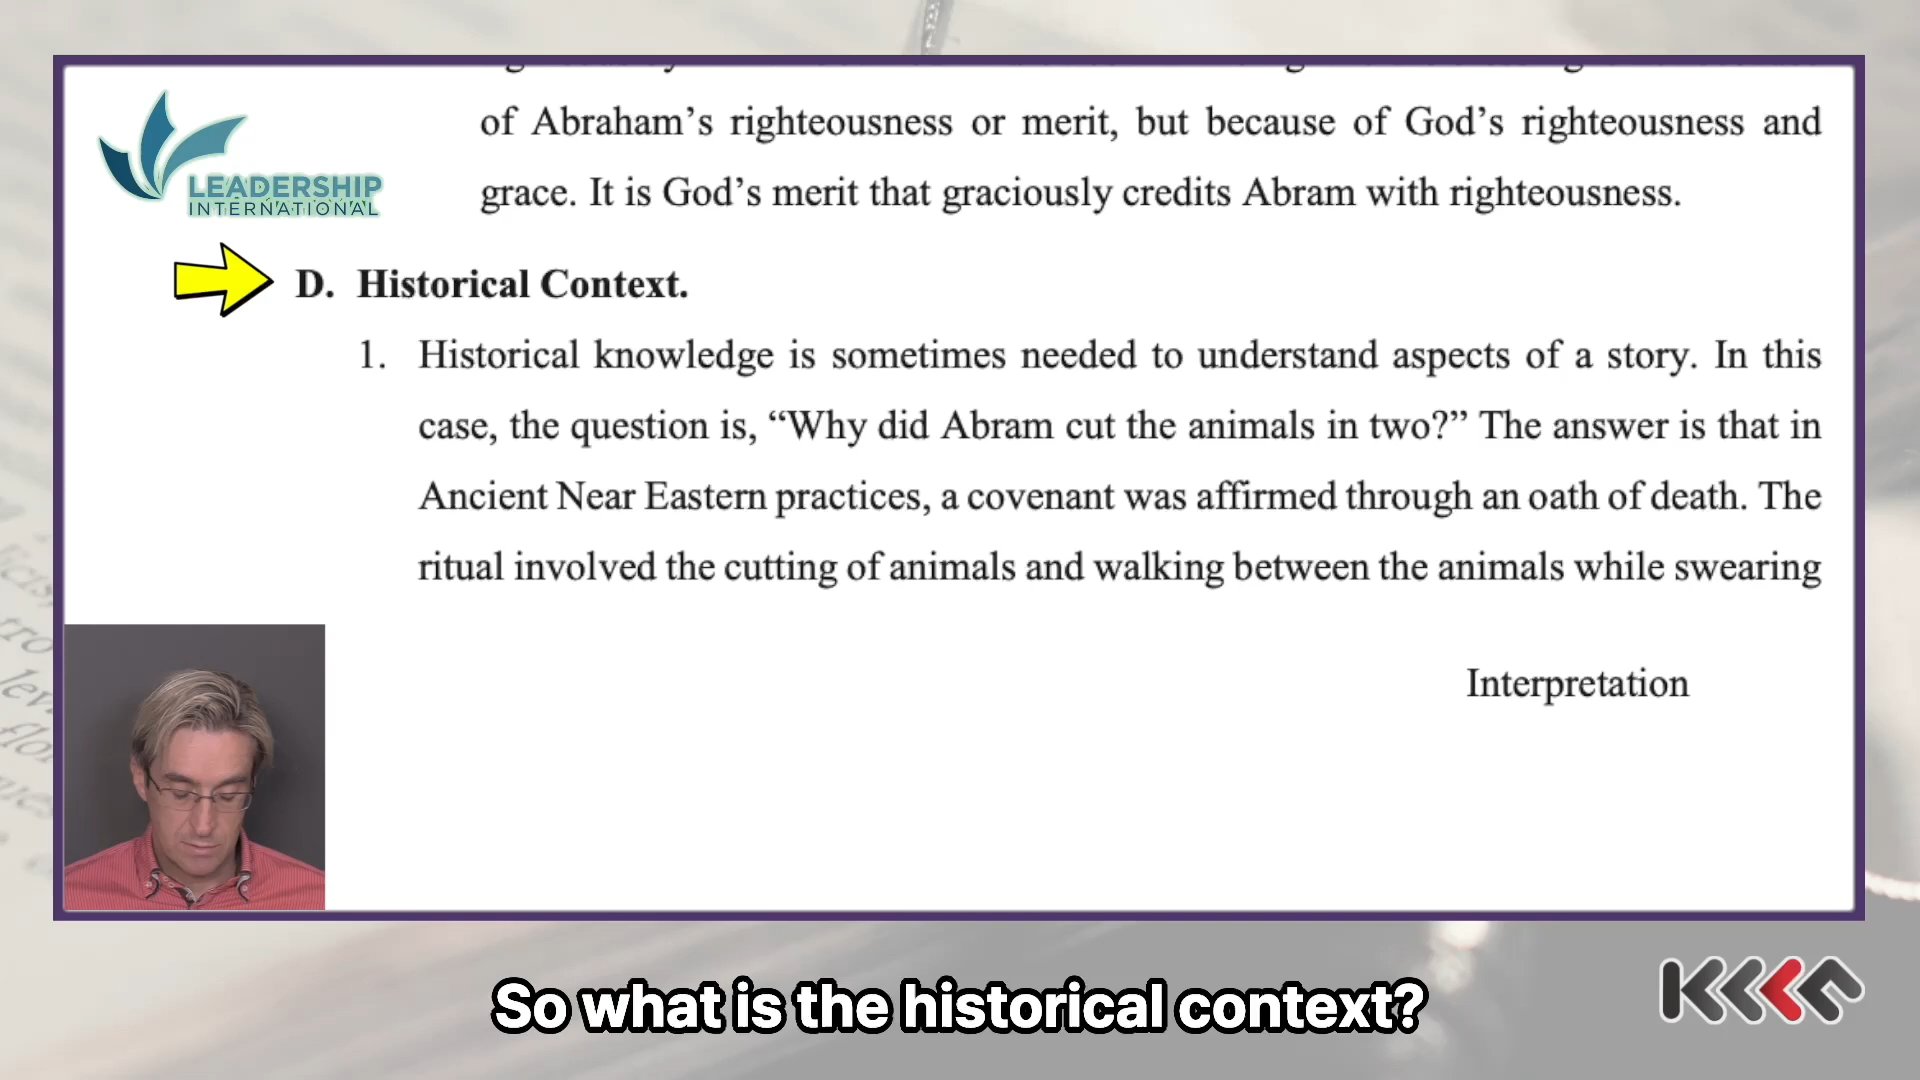 of Abraham’s righteousness or merit, but because of God’s righteousness and
grace. It is God’s merit that graciously credits Abram with righteousness.
LEADERSHIP
INTERNATIONAL
D. Historical Context.
1. Historical knowledge is sometimes needed to understand aspects of a story. In this
case, the question is, “Why did Abram cut the animals in two?” The answer is that in
Ancient Near Eastern practices, a covenant was affirmed through an oath of death. The
ritual involved the cutting of animals and walking between the animals while swearing
Interpretation
So what is the historical context?